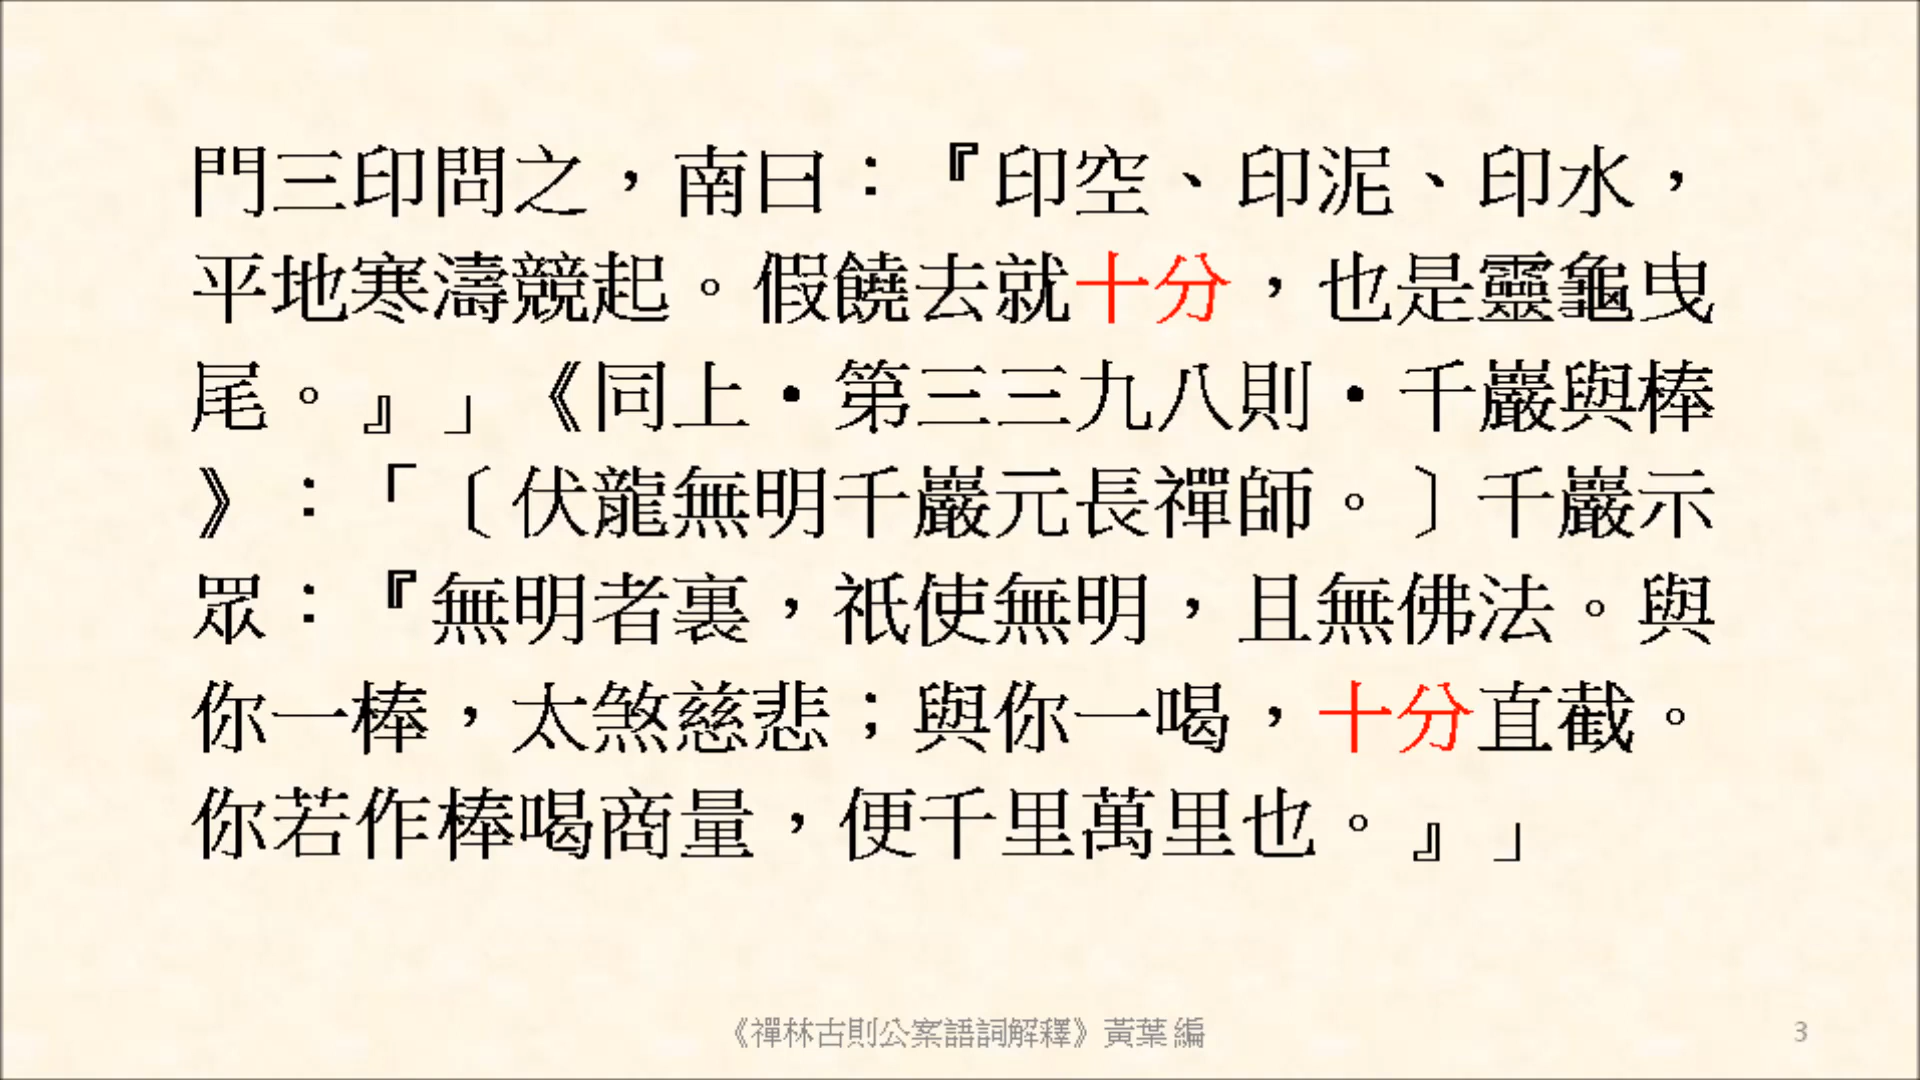 門三印問之，南曰：『印空、印泥、印水，
平地寒濤競起。假饒去就十分，也是靈龜曳
尾。』」《同上•第三三九八則•千巖與棒
》：「〔伏龍無明千巖元長禪師。〕千巖示
眾：『無明者裏，祇使無明，且無佛法。與
你一棒，太煞慈悲；與你一喝，十分直截。
你若作棒喝商量，便千里萬里也。』」
《禪林古則公案語詞解釋》黃葉 編
3